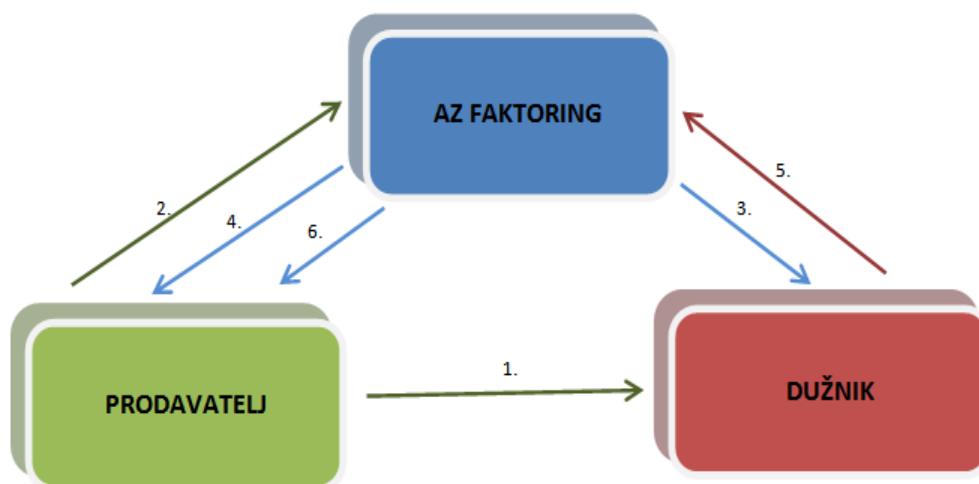 AZ FAKTORING
2.
4.
6.
3.
5.
1.
PRODAVATELJ
DUŽNIK